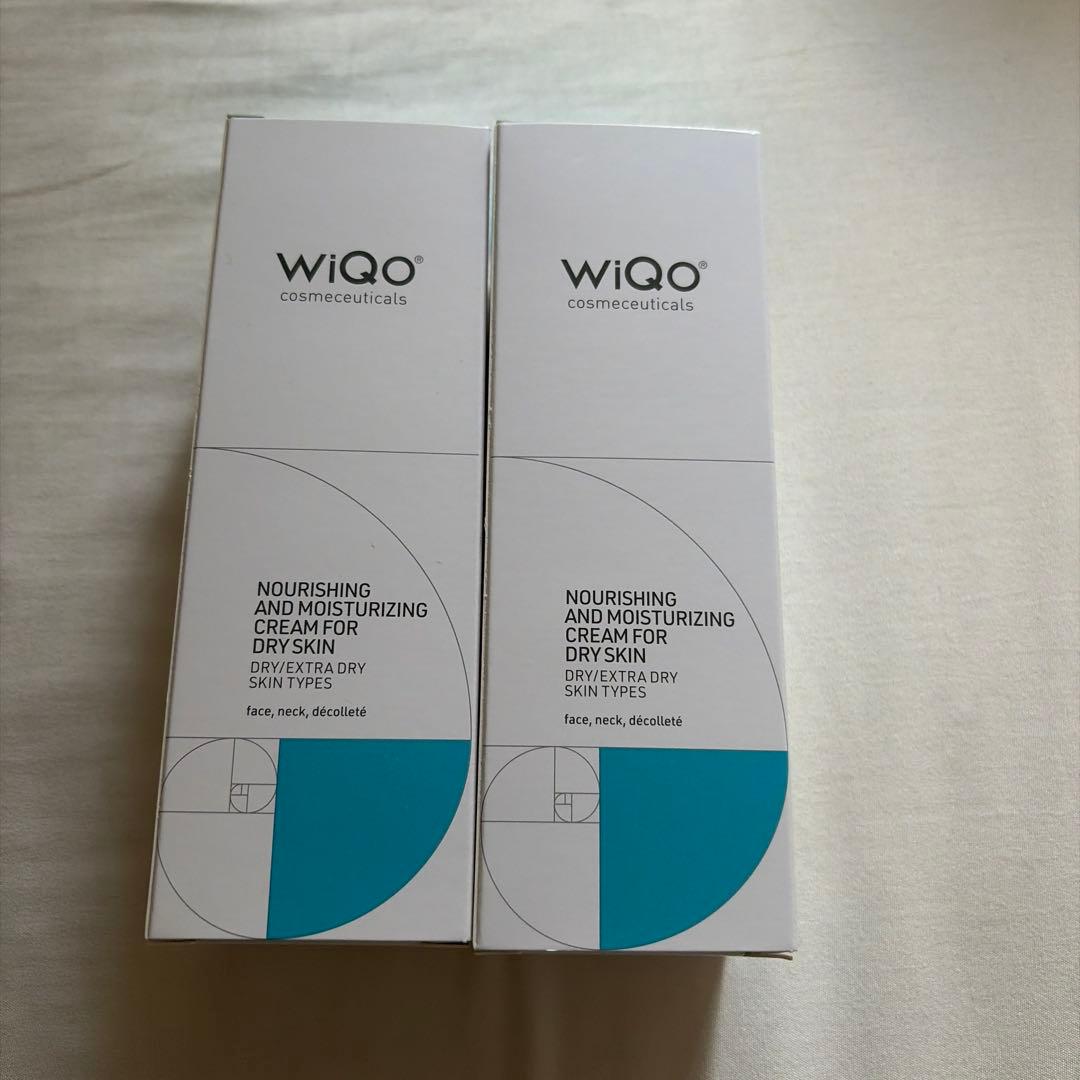 WiQo®
cosmeceuticals
NOURISHING
AND MOISTURIZING
CREAM FOR
DRY SKIN
DRY/EXTRA DRY
SKIN TYPES
face, neck, décolleté
WiQo®
cosmeceuticals
NOURISHING
AND MOISTURIZING
CREAM FOR
DRY SKIN
DRY/EXTRA DRY
SKIN TYPES
face, neck, décolleté